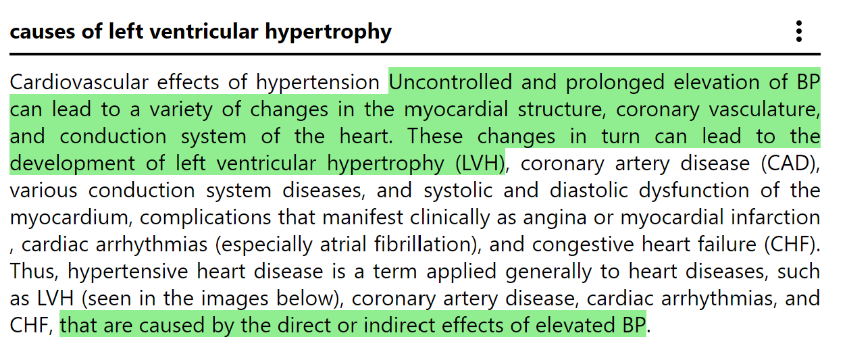 causes of left ventricular hypertrophy
Cardiovascular effects of hypertension Uncontrolled and prolonged elevation of BP
can lead to a variety of changes in the myocardial structure, coronary vasculature,
and conduction system of the heart. These changes in turn can lead to the
development of left ventricular hypertrophy (LVH), coronary artery disease (CAD),
various conduction system diseases, and systolic and diastolic dysfunction of the
myocardium, complications that manifest clinically as angina or myocardial infarction
, cardiac arrhythmias (especially atrial fibrillation), and congestive heart failure (CHF).
Thus, hypertensive heart disease is a term applied generally to heart diseases, such
as LVH (seen in the images below), coronary artery disease, cardiac arrhythmias, and
CHF, that are caused by the direct or indirect effects of elevated BP.